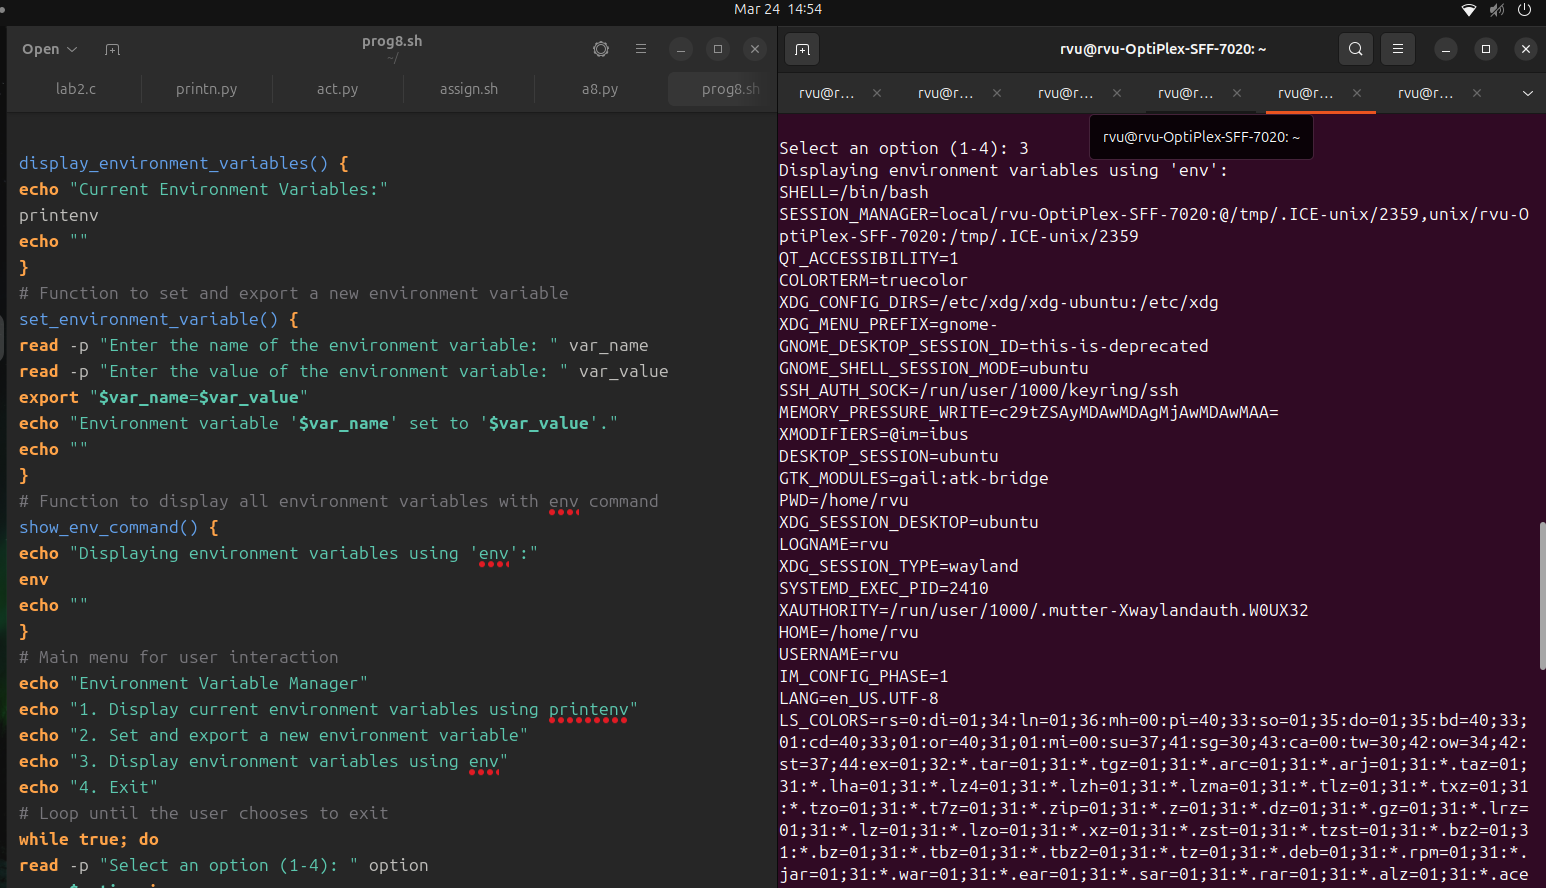 Mar 24 14:54
Open
prog8.sh
~/
lab2.c
printn.py
act.py
assign.sh
a8.py
prog8.sh
display_environment_variables() {
echo "Current Environment Variables:"
printenv
echo ""
}
# Function to set and export a new environment variable
set_environment_variable() {
read -p "Enter the name of the environment variable: " var_name
read -p "Enter the value of the environment variable: " var_value
export "$var_name=$var_value"
echo "Environment variable '$var_name' set to '$var_value'."
echo ""
}
# Function to display all environment variables with env command
show_env_command() {
echo "Displaying environment variables using 'env':"
env
echo ""
}
# Main menu for user interaction
echo "Environment Variable Manager"
echo "1. Display current environment variables using printenv"
echo "2. Set and export a new environment variable"
echo "3. Display environment variables using env"
echo "4. Exit"
# Loop until the user chooses to exit
while true; do
read -p "Select an option (1-4): " option
rvu@rvu-OptiPlex-SFF-7020: ~
rvu@r...
rvu@r...
rvu@r...
rvu@r...
rvu@r...
rvu@r...
rvu@rvu-OptiPlex-SFF-7020: ~
Select an option (1-4): 3
Displaying environment variables using 'env':
SHELL=/bin/bash
SESSION_MANAGER=local/rvu-OptiPlex-SFF-7020:@/tmp/.ICE-unix/2359,unix/rvu-O
ptiPlex-SFF-7020:/tmp/.ICE-unix/2359
QT_ACCESSIBILITY=1
COLORTERM=truecolor
XDG_CONFIG_DIRS=/etc/xdg/xdg-ubuntu:/etc/xdg
XDG_MENU_PREFIX=gnome-
GNOME_DESKTOP_SESSION_ID=this-is-deprecated
GNOME_SHELL_SESSION_MODE=ubuntu
SSH_AUTH_SOCK=/run/user/1000/keyring/ssh
MEMORY_PRESSURE_WRITE=c29tZSAyMDAwMDAgMjAwMDAwMAA=
XMODIFIERS=@im=ibus
DESKTOP_SESSION=ubuntu
GTK_MODULES=gail:atk-bridge
PWD=/home/rvu
XDG_SESSION_DESKTOP=ubuntu
LOGNAME=rvu
XDG_SESSION_TYPE=wayland
SYSTEMD_EXEC_PID=2410
XAUTHORITY=/run/user/1000/.mutter-Xwaylandauth.W0UX32
HOME=/home/rvu
USERNAME=rvu
IM_CONFIG_PHASE=1
LANG=en_US.UTF-8
LS_COLORS=rs=0:di=01;34:ln=01;36:mh=00:pi=40;33:so=01;35:do=01;35:bd=40;33;
01:cd=40;33;01:or=40;31;01:mi=00:su=37;41:sg=30;43:ca=00:tw=30;42:ow=34;42:
st=37;44:ex=01;32:*.tar=01;31:*.tgz=01;31:*.arc=01;31:*.arj=01;31:*.taz=01;
31:*.lha=01;31:*.lz4=01;31:*.lzh=01;31:*.lzma=01;31:*.tlz=01;31:*.txz=01;31
:*.tzo=01;31:*.t7z=01;31:*.zip=01;31:*.z=01;31:*.dz=01;31:*.gz=01;31:*.lrz=
01;31:*.lz=01;31:*.lzo=01;31:*.xz=01;31:*.zst=01;31:*.tzst=01;31:*.bz2=01;3
1:*.bz=01;31:*.tbz=01;31:*.tbz2=01;31:*.tz=01;31:*.deb=01;31:*.rpm=01;31:*.
jar=01;31:*.war=01;31:*.ear=01;31:*.sar=01;31:*.rar=01;31:*.alz=01;31:*.ace